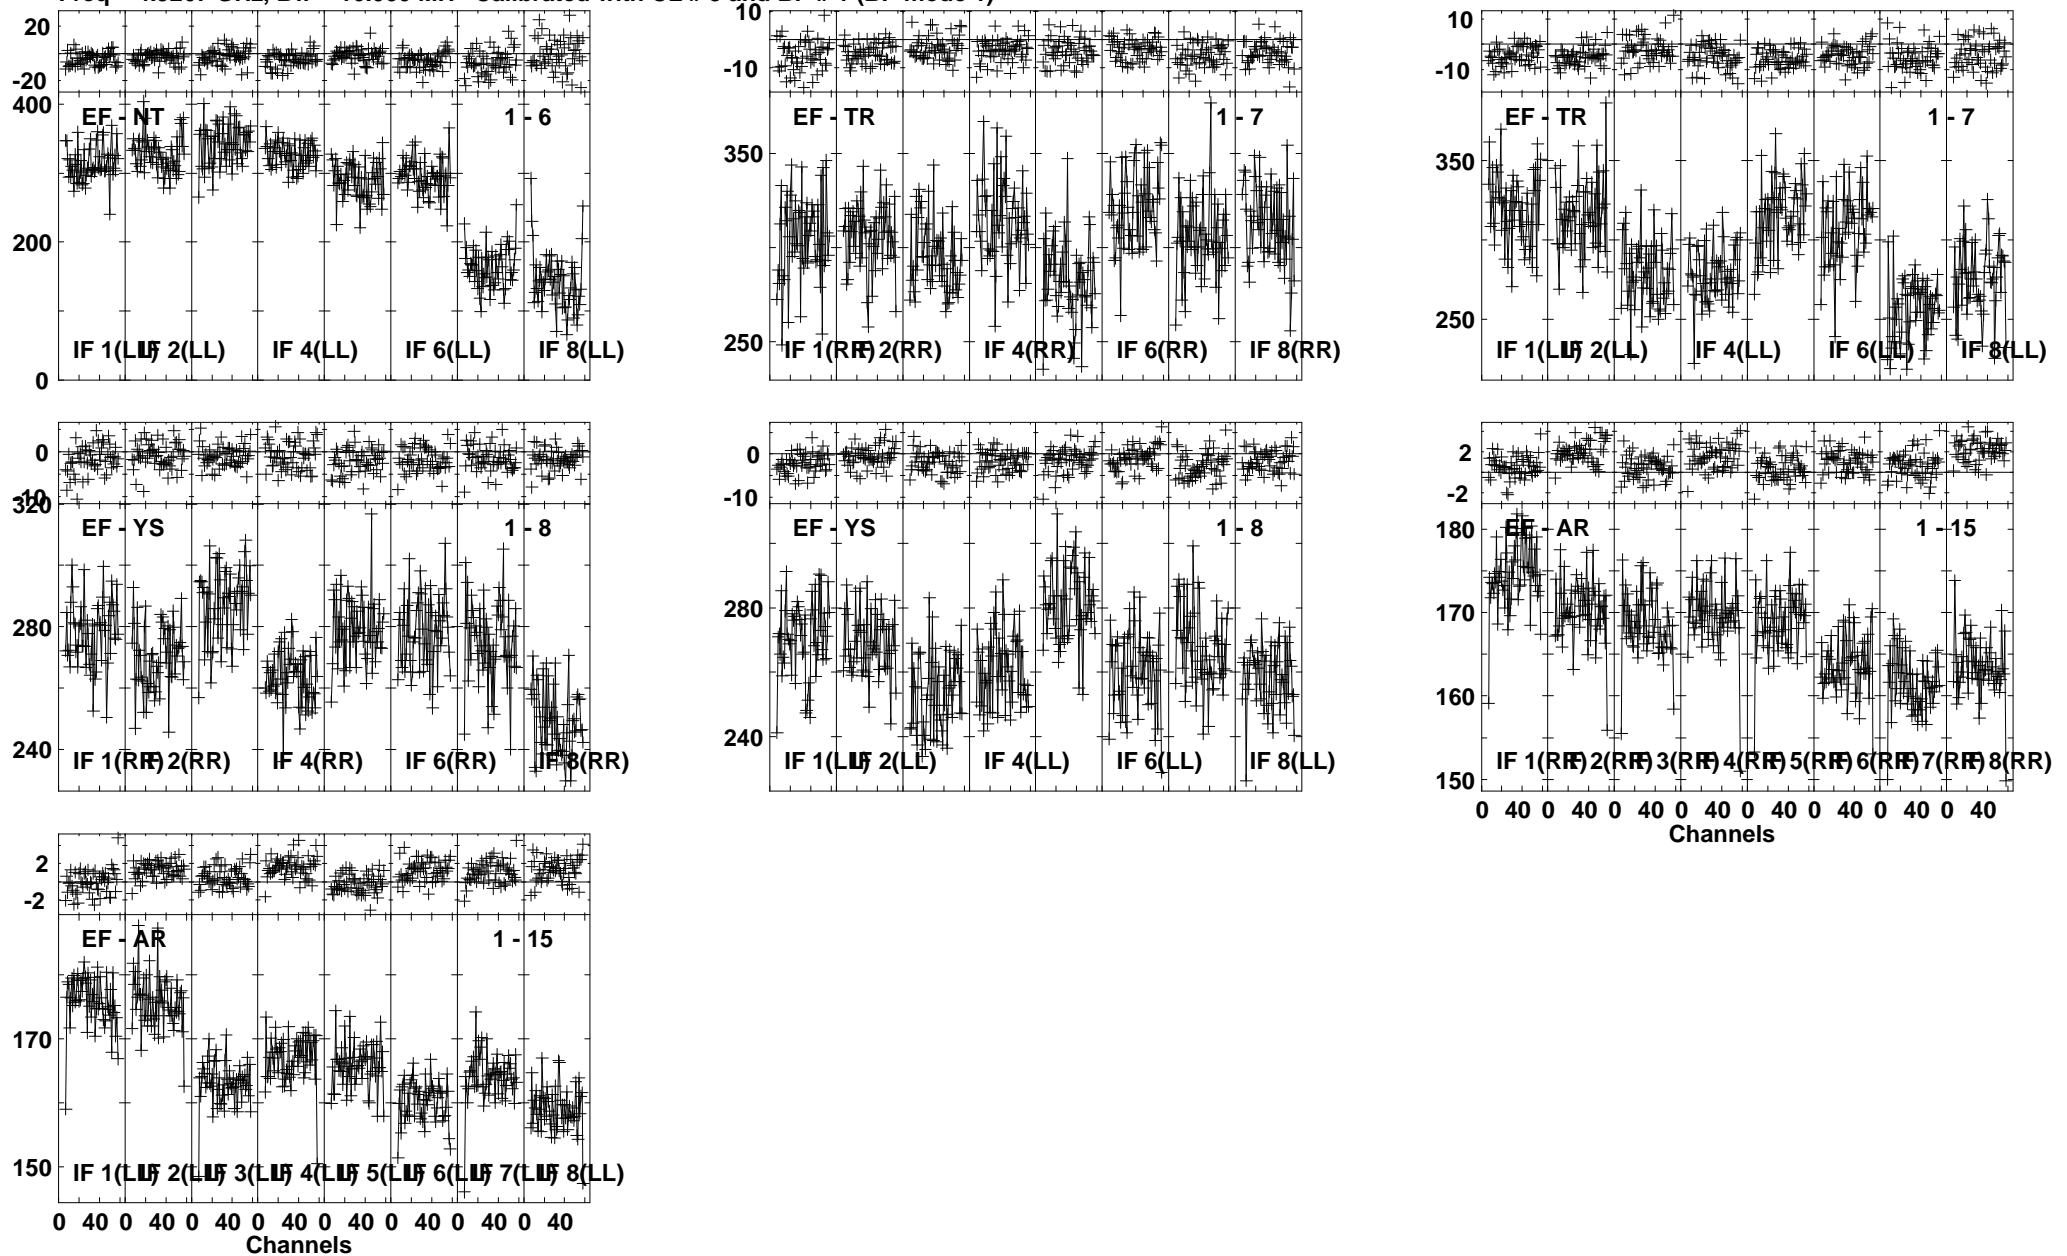 20
-20
400
200
0
EF - NT 1 - 6
IF 1(LL) IF 2(LL) IF 4(LL) IF 6(LL) IF 8(LL)
10
-10
350
250
EF - TR 1 - 7
IF 1(RR) IF 2(RR) IF 4(RR) IF 6(RR) IF 8(RR)
10
-10
350
250
EF - TR 1 - 7
IF 1(LL) IF 2(LL) IF 4(LL) IF 6(LL) IF 8(LL)
0
-10
320
280
240
EF - YS 1 - 8
IF 1(RR) IF 2(RR) IF 4(RR) IF 6(RR) IF 8(RR)
0
-10
280
240
EF - YS 1 - 8
IF 1(LL) IF 2(LL) IF 4(LL) IF 6(LL) IF 8(LL)
2
-2
180
170
160
150
EF - AR 1 - 15
IF 1(RR) IF 2(RR) IF 3(RR) IF 4(RR) IF 5(RR) IF 6(RR) IF 7(RR) IF 8(RR)
0 40 0 40 0 40 0 40 0 40 0 40 0 40 0 40
Channels
2
-2
170
150
EF - AR 1 - 15
IF 1(LL) IF 2(LL) IF 3(LL) IF 4(LL) IF 5(LL) IF 6(LL) IF 7(LL) IF 8(LL)
0 40 0 40 0 40 0 40 0 40 0 40 0 40 0 40
Channels